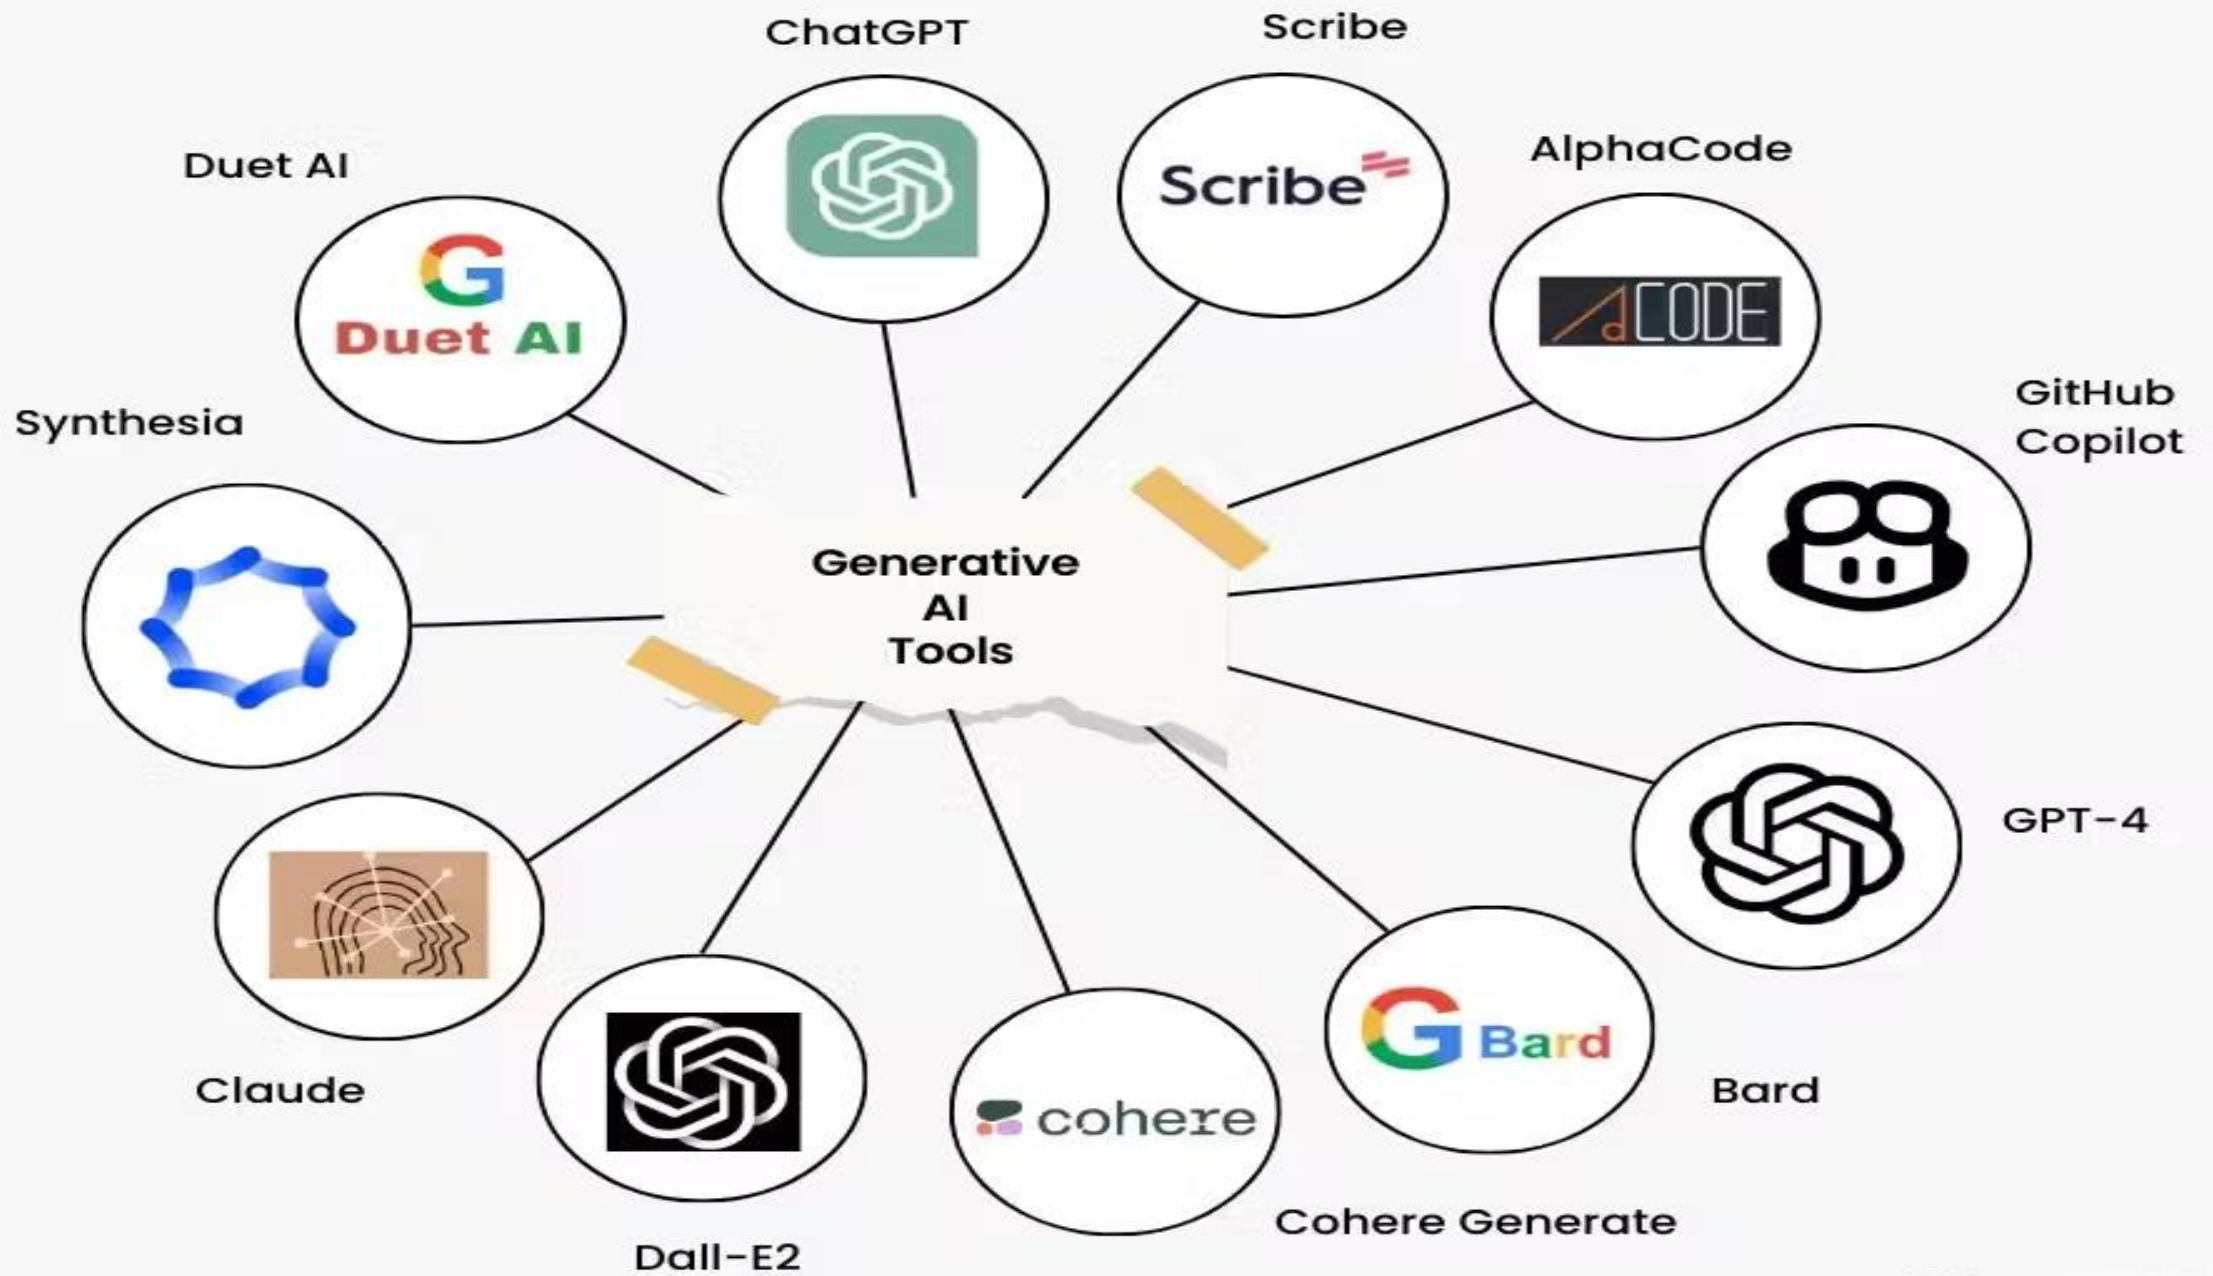 ChatGPT
Scribe
Scribe
AlphaCode
ACODE
Duet AI
G
Duet AI
GitHub
Copilot
Synthesia
Generative
AI
Tools
GPT-4
Claude
G Bard
Bard
cohere
Cohere Generate
Dall-E2